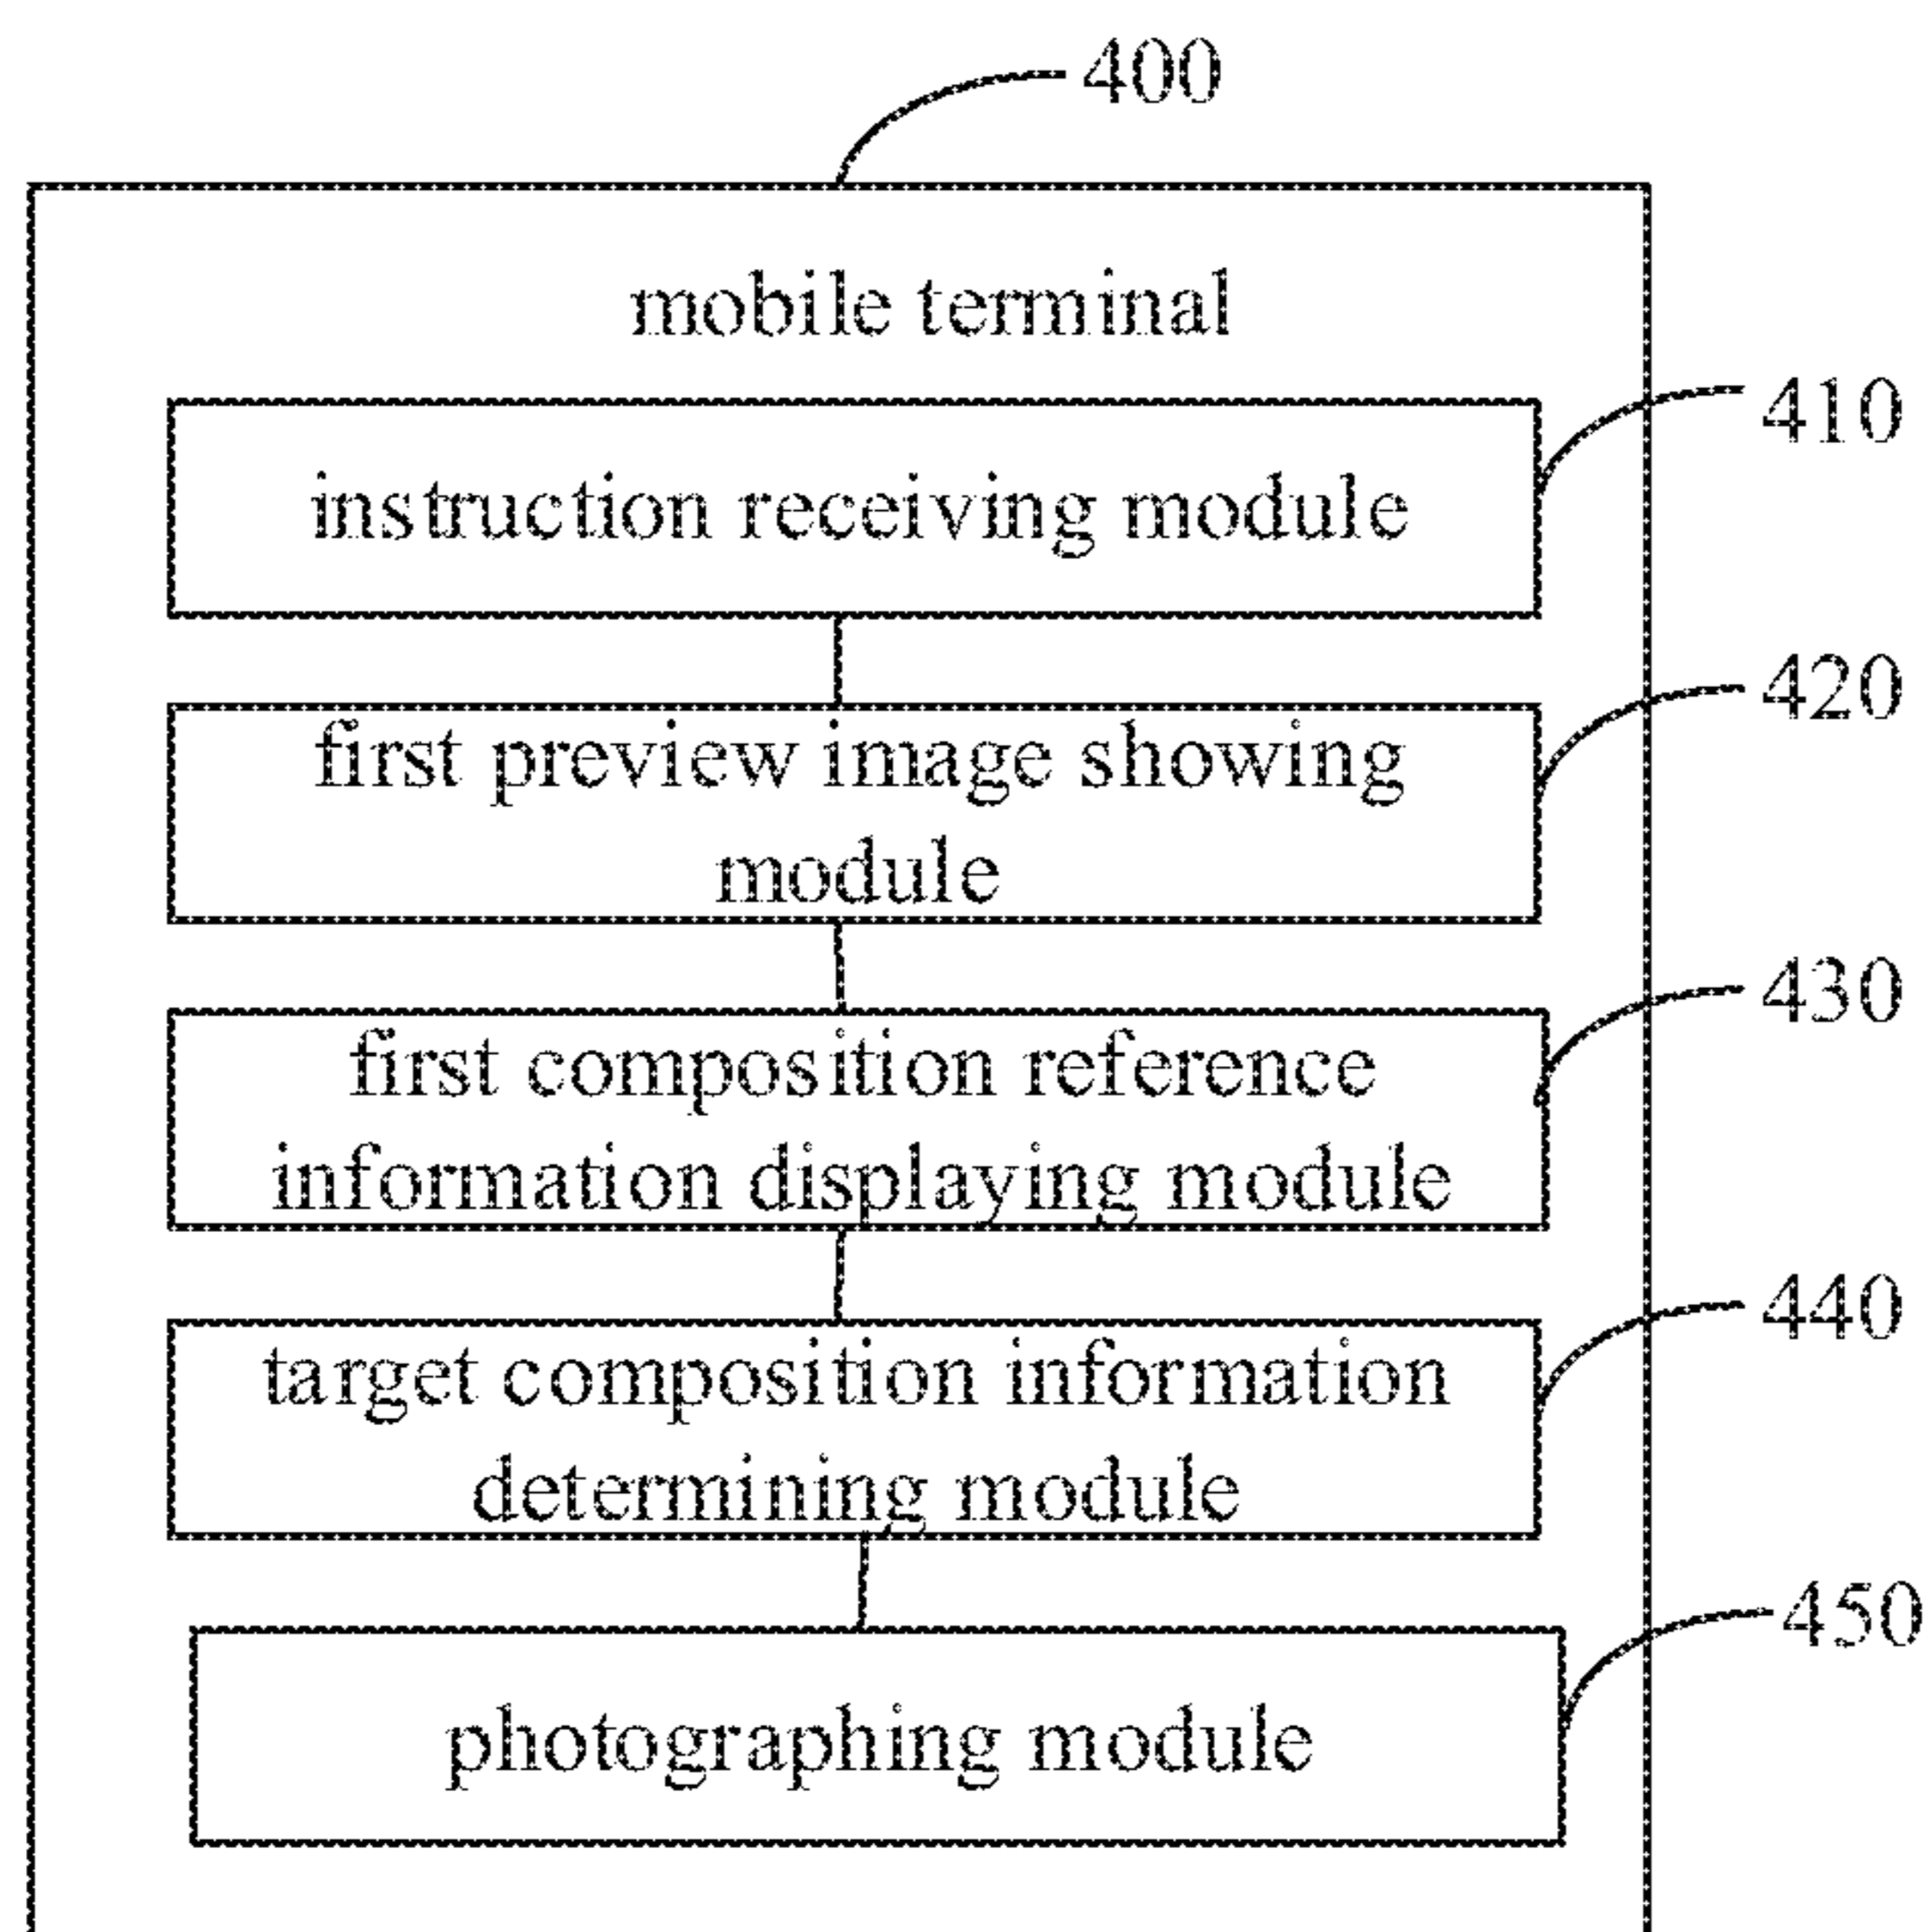 400
mobile terminal
410
instruction receiving module
420
first preview image showing
module
430
first composition reference
information displaying module
440
target composition information
determining module
450
photographing module